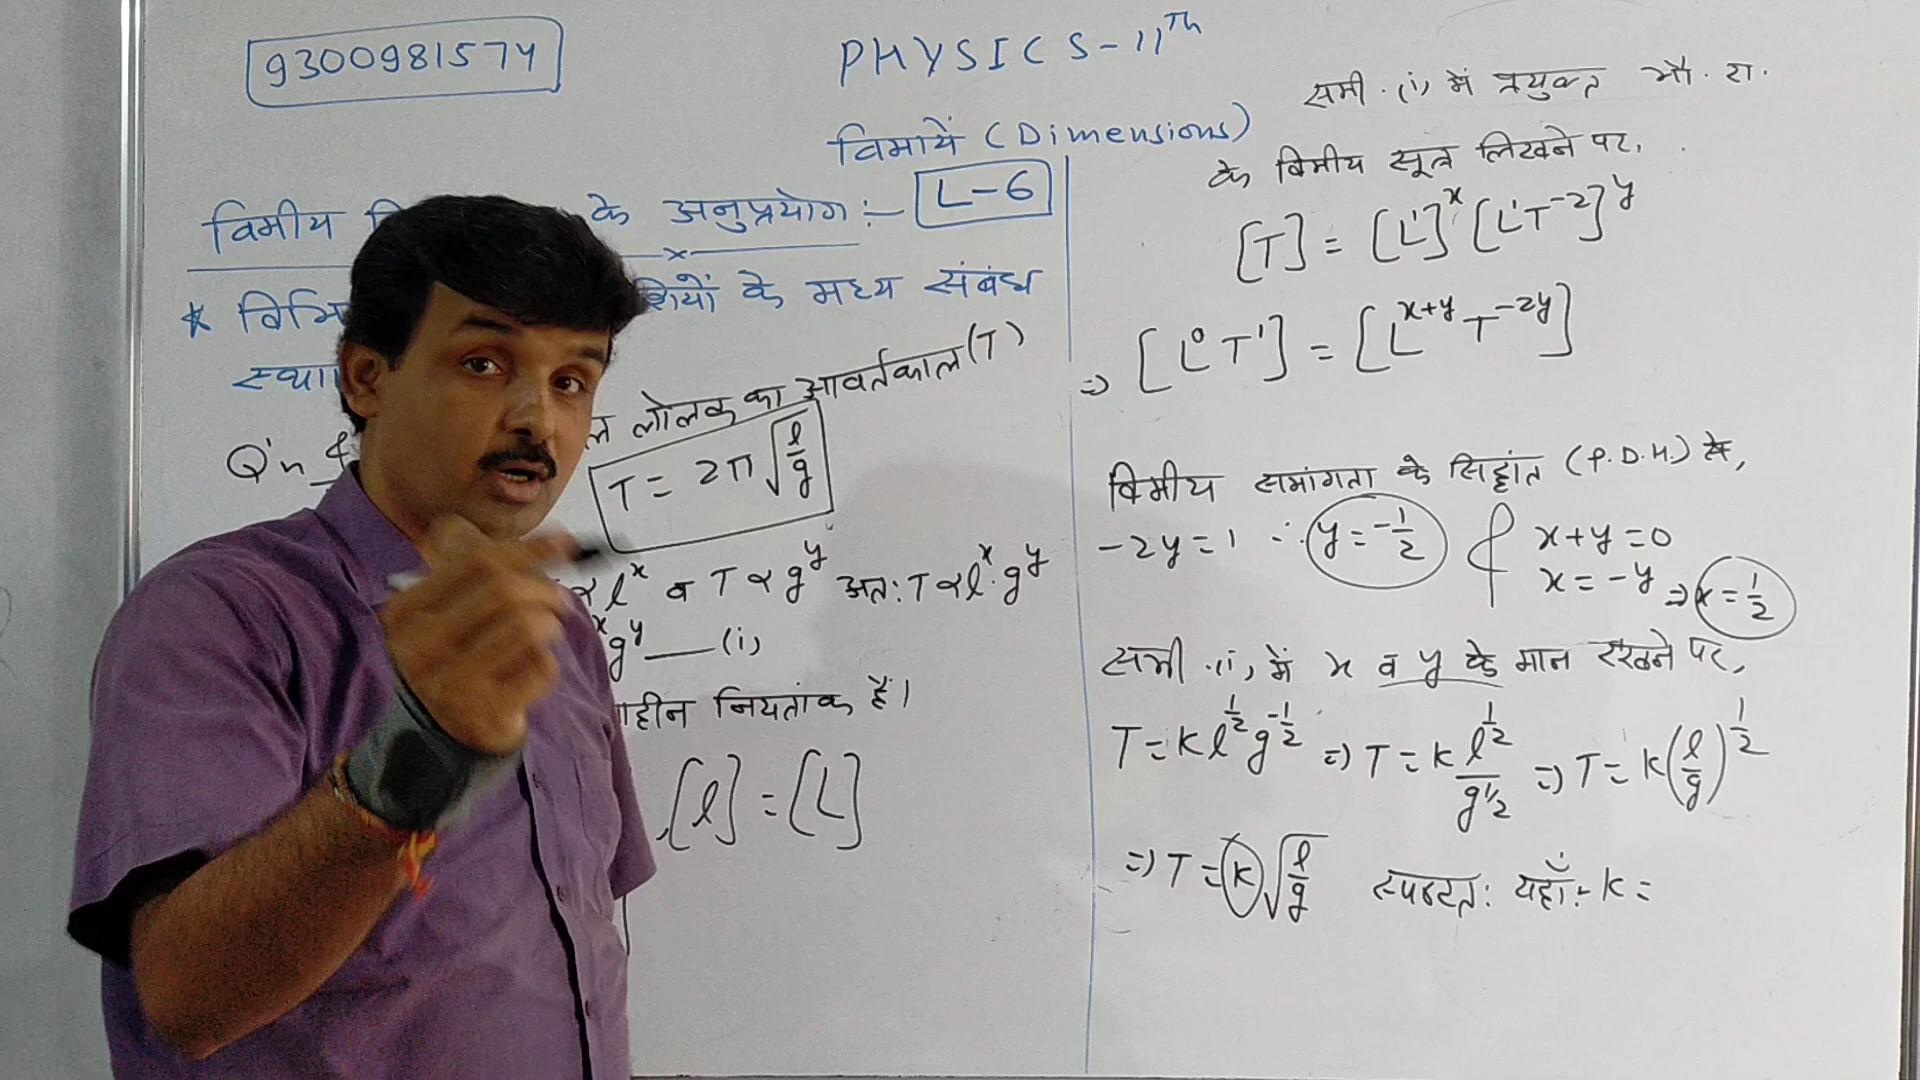 9300981574
PHYSICS-11Th
विमायें (Dimensions)
विमीय के अनुप्रयोग :- L-6
* के मध्य संबंध
लोलक का आवर्तकाल (T)
Q'n
T = 2π√(l/g)
∝ l^x व T ∝ g^y अतः T ∝ l^x · g^y
g^y — (i)
नियतांक है।
[l] = [L]
समी. (i) में प्रयुक्त भौ. रा.
के विमीय सूत्र लिखने पर,
[T] = [L¹]^x [L¹T^-2]^y
⇒ [L⁰ T¹] = [L^x+y T^-2y]
विमीय समांगता के सिद्धांत (P.D.H.) से,
-2y = 1 ∴ y = -1/2
x + y = 0
x = -y ⇒ x = 1/2
समी. (i) में x व y के मान रखने पर,
T = K l^1/2 g^-1/2 ⇒ T = K l^1/2 / g^1/2 ⇒ T = K (l/g)^1/2
⇒ T = K √(l/g) स्पष्टतः यहाँ :- K =